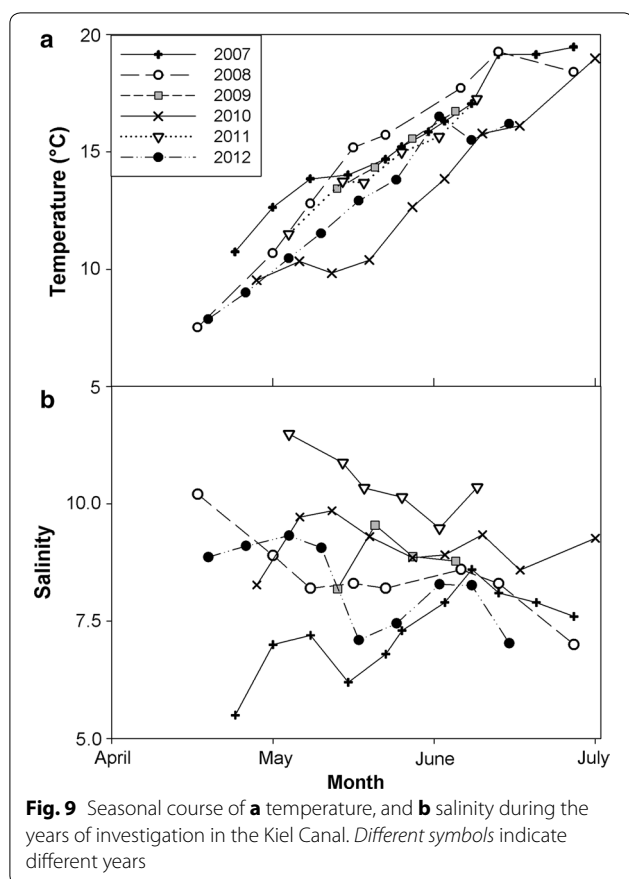 a
20
2007
2008
2009
2010
2011
2012
15
10
5
Temperature (°C)
b
10.0
7.5
5.0
Salinity
April May June July
Month
Fig. 9 Seasonal course of a temperature, and b salinity during the
years of investigation in the Kiel Canal. Different symbols indicate
different years